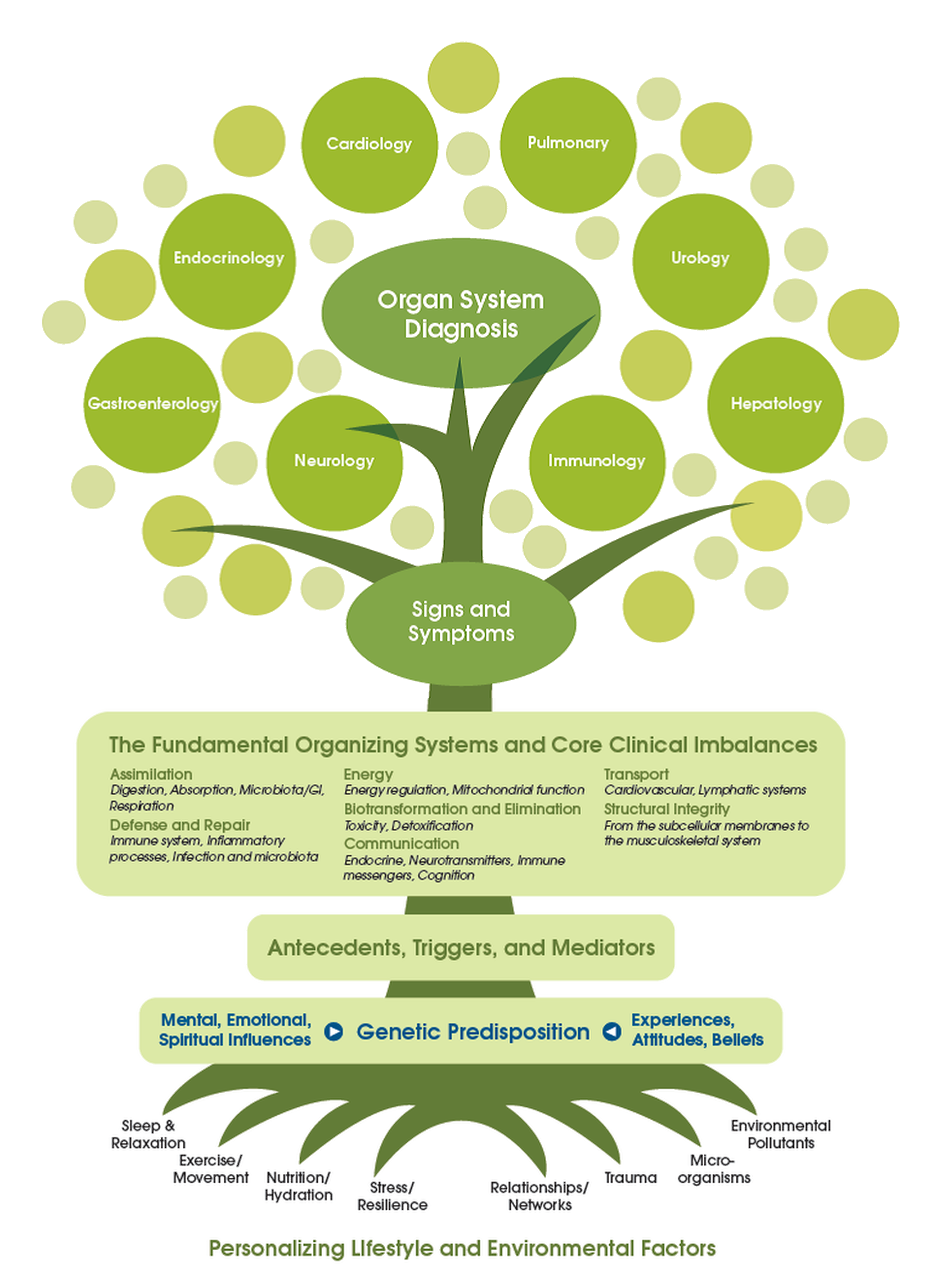 Cardiology
Pulmonary
Endocrinology
Urology
Organ System
Diagnosis
Gastroenterology
Hepatology
Neurology
Immunology
Signs and
Symptoms
The Fundamental Organizing Systems and Core Clinical Imbalances
Assimilation
Digestion, Absorption, Microbiota/GI,
Respiration
Defense and Repair
Immune system, Inflammatory
processes, Infection and microbiota
Energy
Energy regulation, Mitochondrial function
Biotransformation and Elimination
Toxicity, Detoxification
Communication
Endocrine, Neurotransmitters, Immune
messengers, Cognition
Transport
Cardiovascular, Lymphatic systems
Structural Integrity
From the subcellular membranes to
the musculoskeletal system
Antecedents, Triggers, and Mediators
Mental, Emotional,
Spiritual Influences
Genetic Predisposition
Experiences,
Attitudes, Beliefs
Sleep &
Relaxation
Exercise/
Movement
Nutrition/
Hydration
Stress/
Resilience
Relationships/
Networks
Trauma
Micro-
organisms
Environmental
Pollutants
Personalizing LIfestyle and Environmental Factors